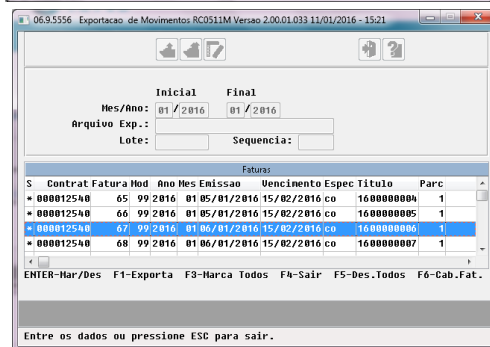 06.9.5556 Exportacao de Movimentos RC0511M Versao 2.00.01.033 11/01/2016 - 15:21
Inicial Final
Mes/Ano: 01 / 2016 01 / 2016
Arquivo Exp.:
Lote: Sequencia:
Faturas
S Contrat Fatura Mod Ano Mes Emissao Vencimento Espec Titulo Parc
* 000012540 65 99 2016 01 05/01/2016 15/02/2016 co 1600000004 1
* 000012540 66 99 2016 01 05/01/2016 15/02/2016 co 1600000005 1
* 000012540 67 99 2016 01 06/01/2016 15/02/2016 co 1600000006 1
* 000012540 68 99 2016 01 06/01/2016 15/02/2016 co 1600000007 1
ENTER-Mar/Des F1-Exporta F3-Marca Todos F4-Sair F5-Des.Todos F6-Cab.Fat.
Entre os dados ou pressione ESC para sair.